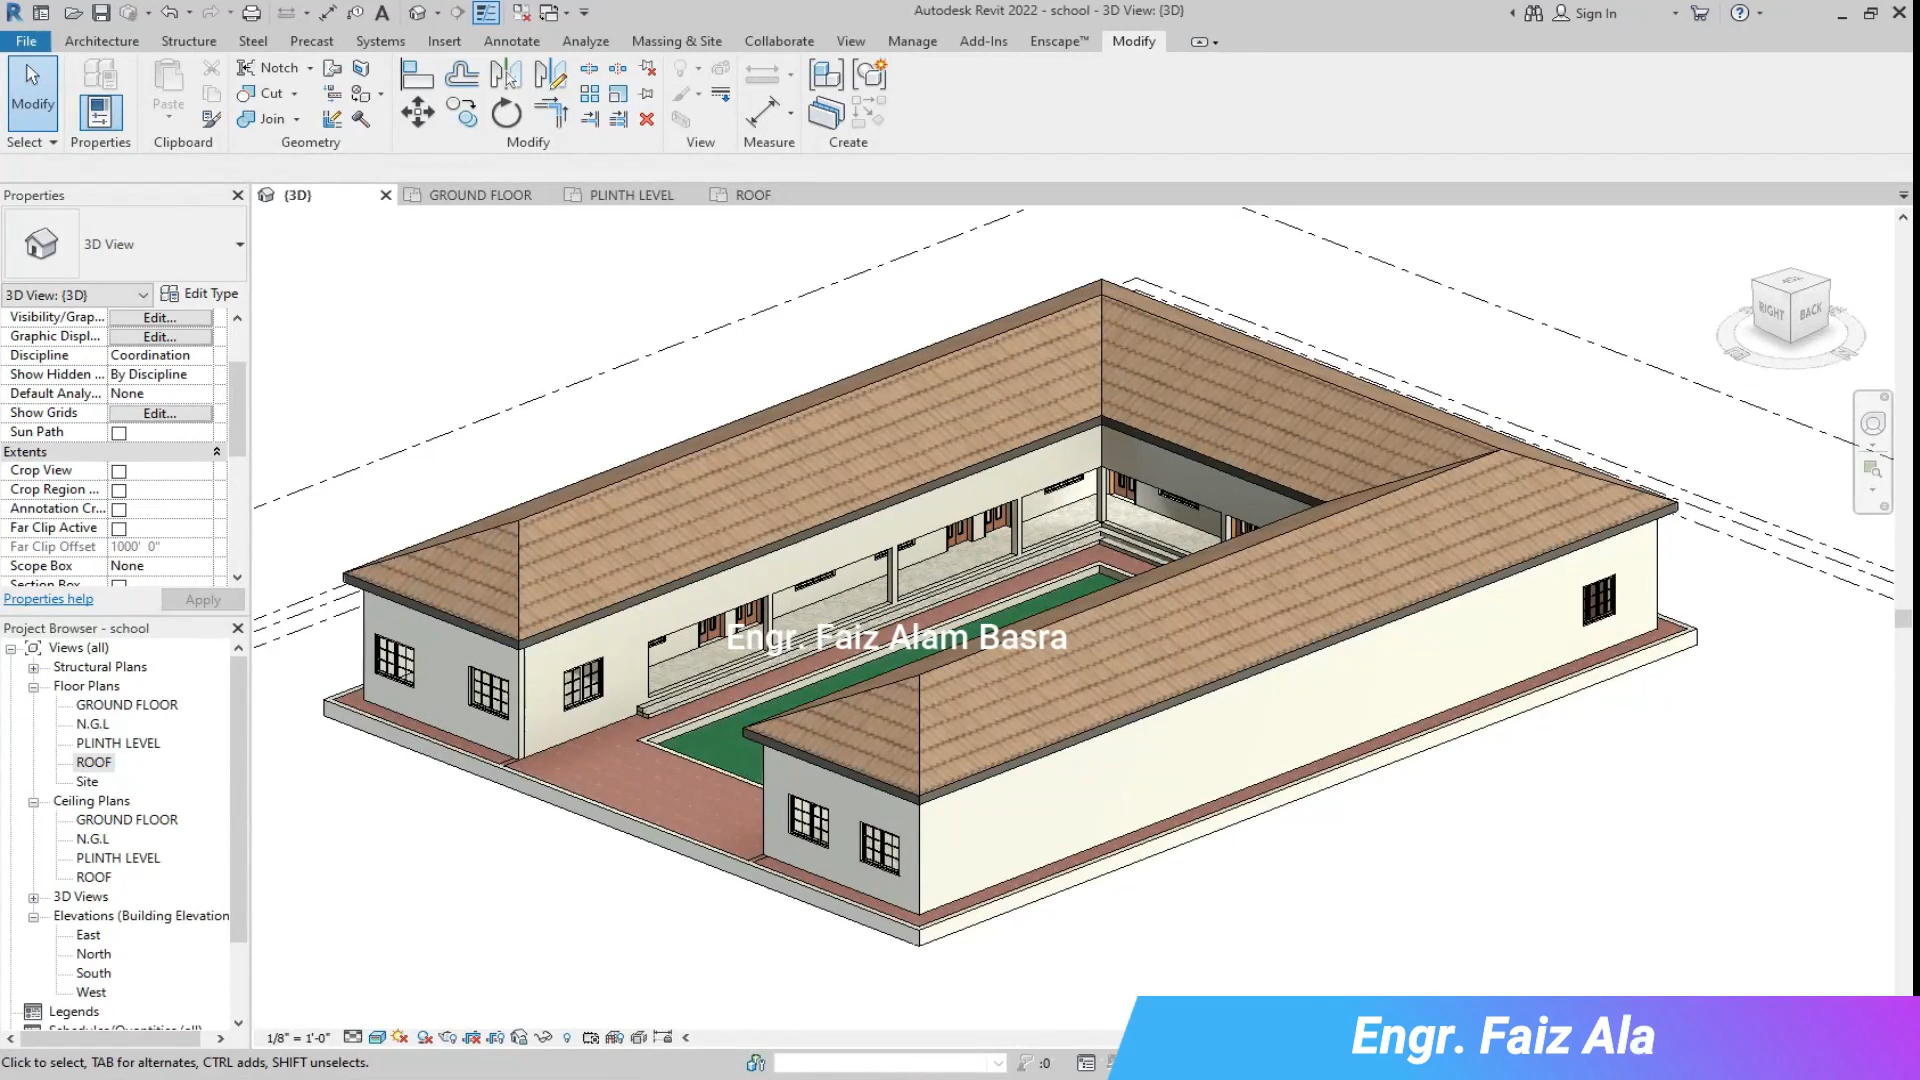 Autodesk Revit 2022 - school - 3D View: {3D}
Sign In
File Architecture Structure Steel Precast Systems Insert Annotate Analyze Massing & Site Collaborate View Manage Add-Ins Enscape™ Modify
Modify
Paste
Notch
Cut
Join
Select Properties Clipboard Geometry Modify View Measure Create
Properties
{3D} GROUND FLOOR PLINTH LEVEL ROOF
3D View
3D View: {3D} Edit Type
Visibility/Grap... Edit...
Graphic Displ... Edit...
Discipline Coordination
Show Hidden ... By Discipline
Default Analy... None
Show Grids Edit...
Sun Path
Extents
Crop View
Crop Region ...
Annotation Cr...
Far Clip Active
Far Clip Offset 1000' 0"
Scope Box None
Section Box
Properties help Apply
RIGHT BACK
Project Browser - school
Views (all)
Structural Plans
Floor Plans
GROUND FLOOR
N.G.L
PLINTH LEVEL
ROOF
Site
Ceiling Plans
GROUND FLOOR
N.G.L
PLINTH LEVEL
ROOF
3D Views
Elevations (Building Elevation
East
North
South
West
Legends
Schedules/Quantities (all)
Engr. Faiz Alam Basra
1/8" = 1'-0"
Click to select, TAB for alternates, CTRL adds, SHIFT unselects.
:0
Engr. Faiz Ala